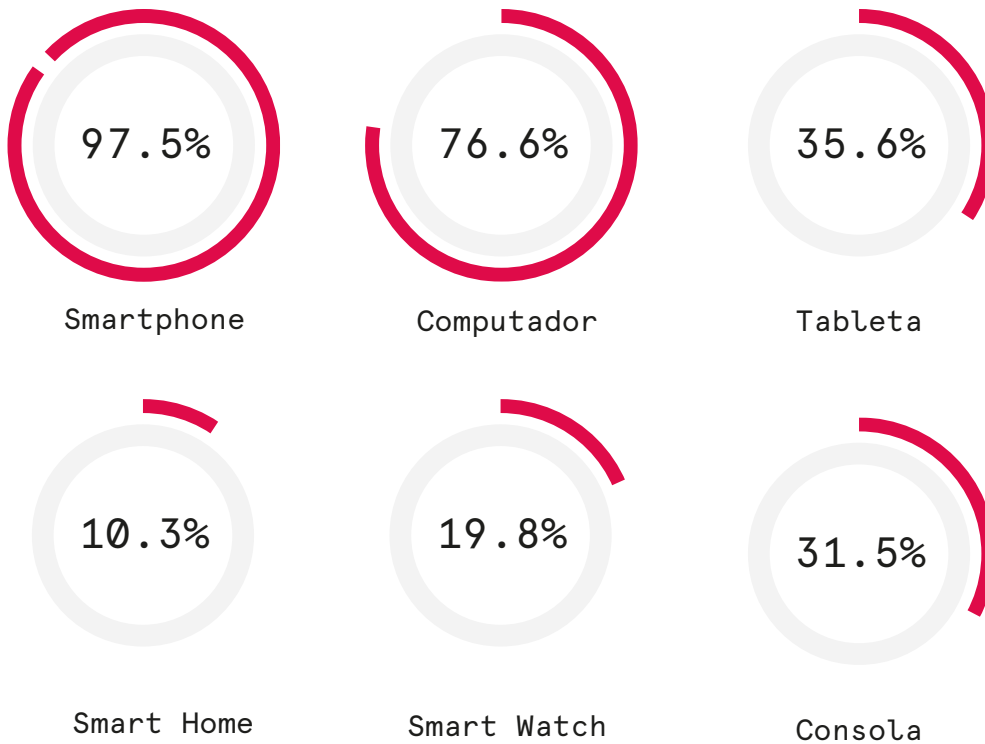 97.5%
76.6%
35.6%
Smartphone
Computador
Tableta
10.3%
19.8%
31.5%
Smart Home
Smart Watch
Consola